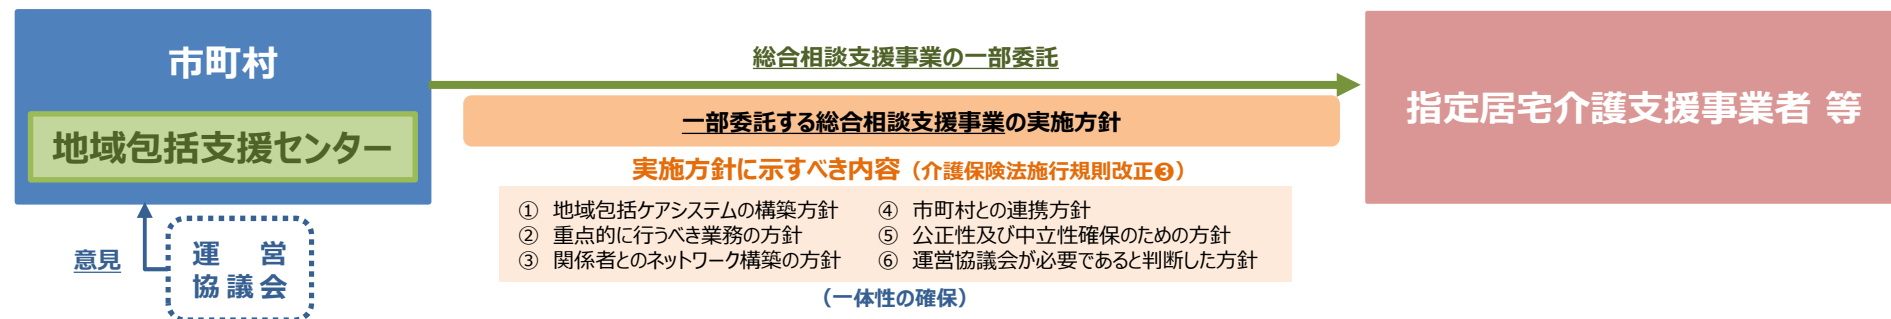 市町村
地域包括支援センター
意見
運　営
協議会
総合相談支援事業の一部委託
一部委託する総合相談支援事業の実施方針
実施方針に示すべき内容（介護保険法施行規則改正❸）
① 地域包括ケアシステムの構築方針
② 重点的に行うべき業務の方針
③ 関係者とのネットワーク構築の方針
④ 市町村との連携方針
⑤ 公正性及び中立性確保のための方針
⑥ 運営協議会が必要であると判断した方針
（一体性の確保）
指定居宅介護支援事業者 等